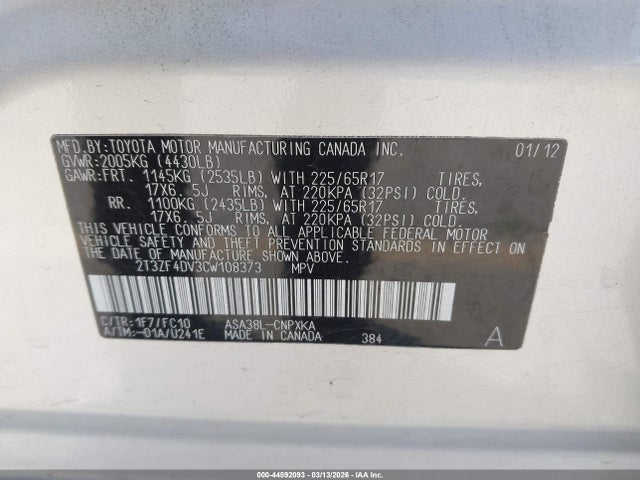 MFD.BY:TOYOTA MOTOR MANUFACTURING CANADA INC. 01/12
GVWR:2005KG (4430LB)
GAWR:FRT. 1145KG (2535LB) WITH 225/65R17 TIRES,
17X6.5J RIMS, AT 220KPA (32PSI) COLD.
RR. 1100KG (2435LB) WITH 225/65R17 TIRES,
17X6.5J RIMS, AT 220KPA (32PSI) COLD.
THIS VEHICLE CONFORMS TO ALL APPLICABLE FEDERAL MOTOR
VEHICLE SAFETY AND THEFT PREVENTION STANDARDS IN EFFECT ON
THE DATE OF MANUFACTURE SHOWN ABOVE.
2T3ZF4DV3CW108373 MPV
C/TR:1F7/FC10 ASA38L-CNPXKA
A/TM:-01A/U241E MADE IN CANADA 384 A
000-44592093 - 03/13/2026 - IAA Inc.